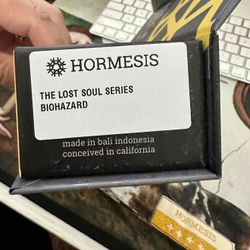 HORMESIS
THE LOST SOUL SERIES
BIOHAZARD
made in bali indonesia
conceived in california
HORMESIS